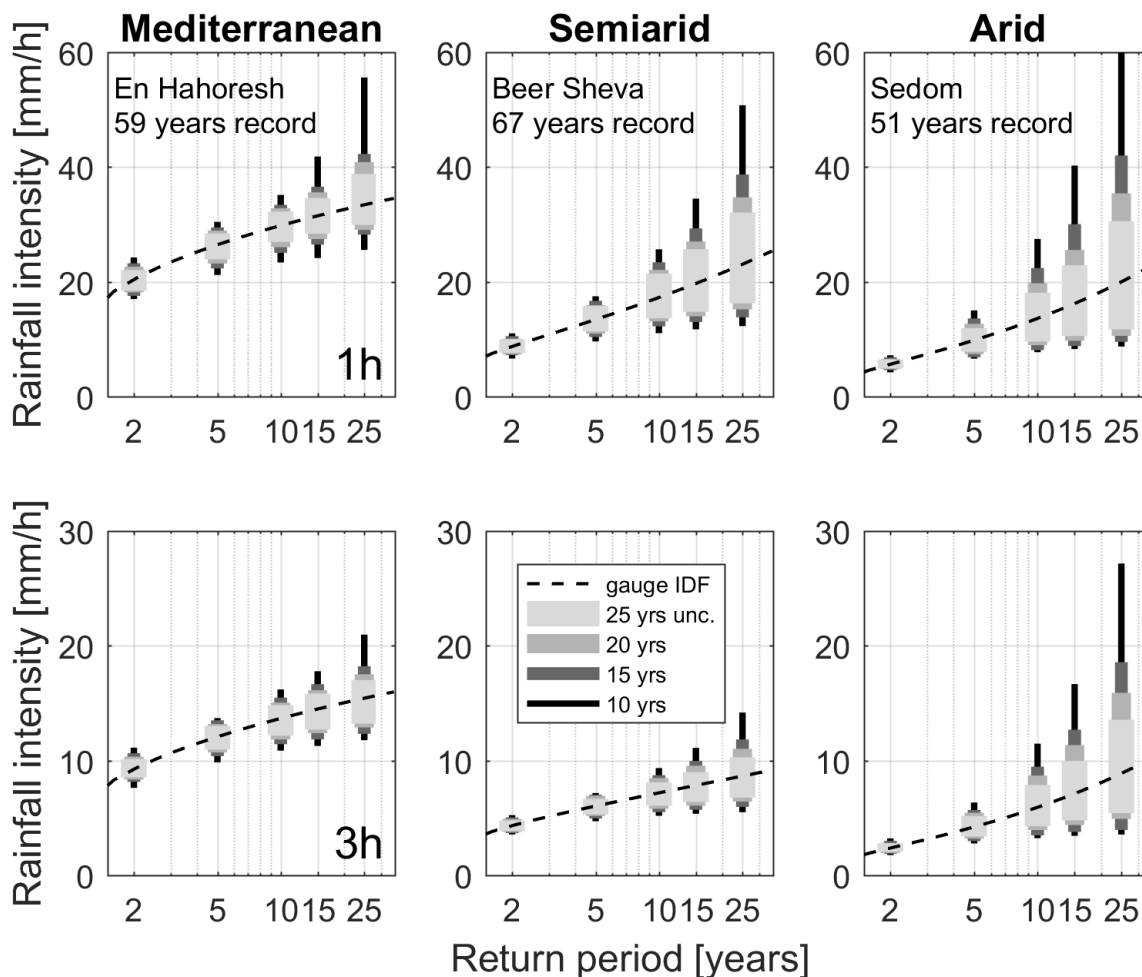 Mediterranean
Semiarid
Arid
Rainfall intensity [mm/h]
60
40
20
0
En Hahoresh
59 years record
1h
2 5 10 15 25
60
40
20
0
Beer Sheva
67 years record
2 5 10 15 25
60
40
20
0
Sedom
51 years record
2 5 10 15 25
Rainfall intensity [mm/h]
30
20
10
0
3h
2 5 10 15 25
30
20
10
0
gauge IDF
25 yrs unc.
20 yrs
15 yrs
10 yrs
2 5 10 15 25
30
20
10
0
2 5 10 15 25
Return period [years]